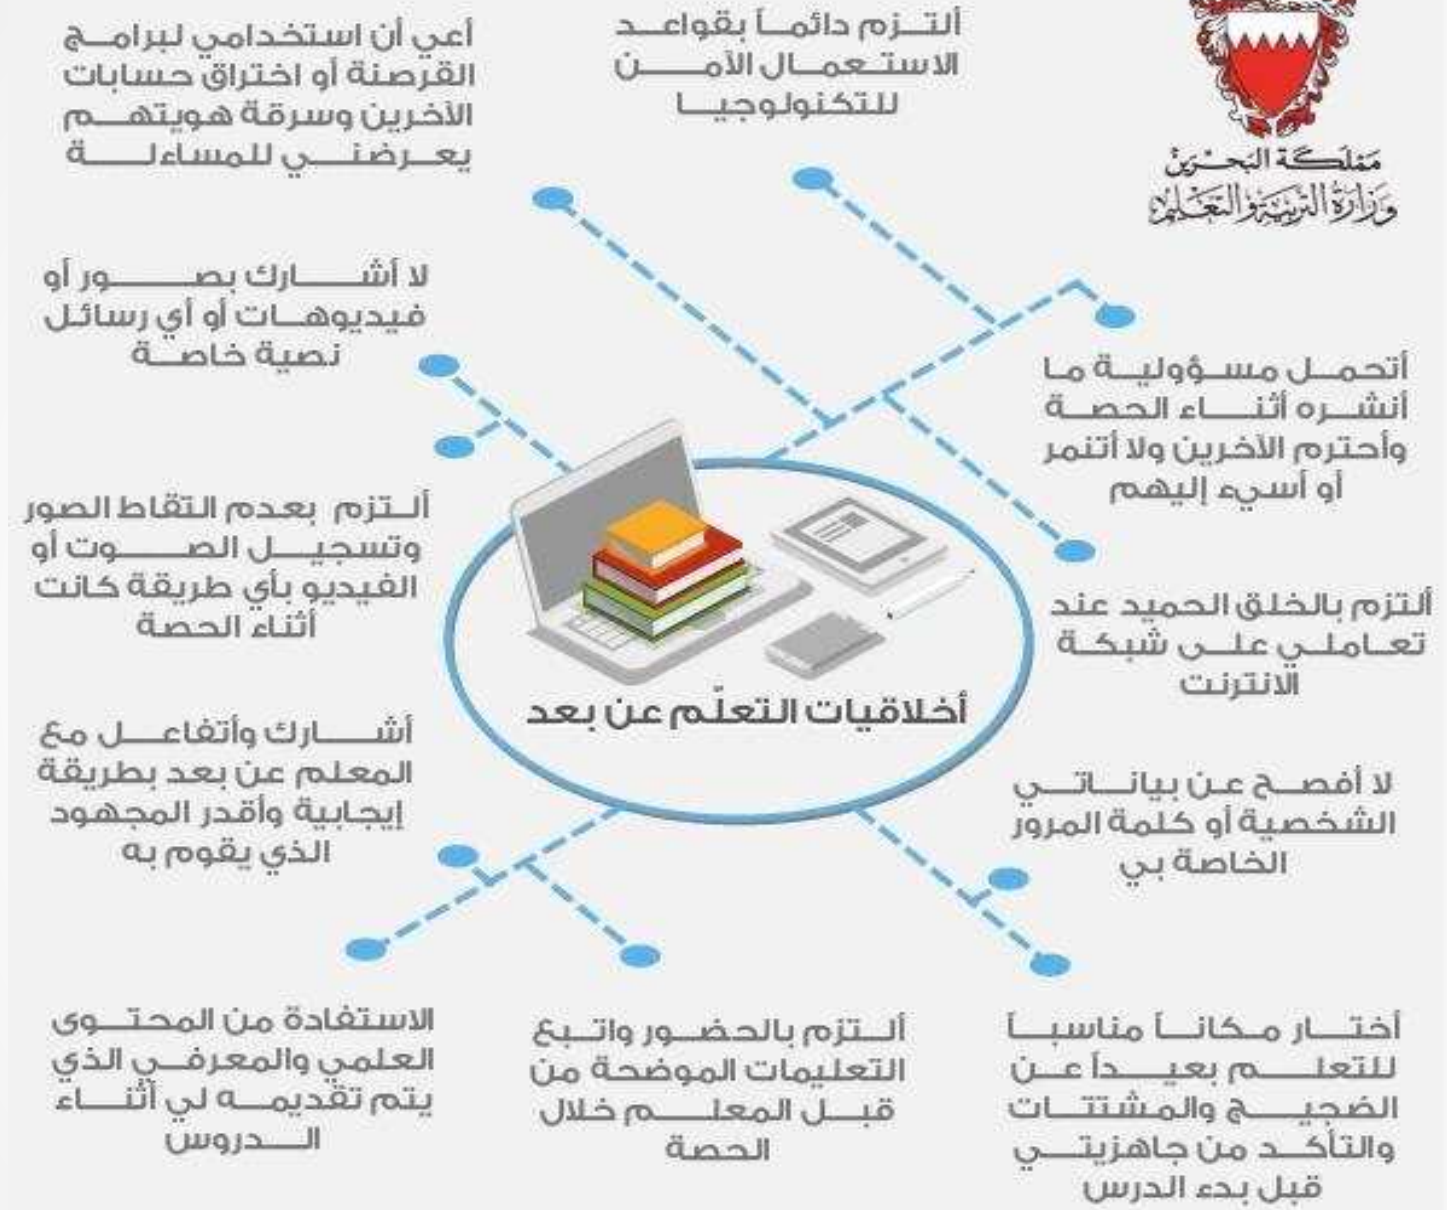 مملكة البحرين
وزارة التربية والتعليم
ألتزم دائماً بقواعد
الاستعمال الآمن
للتكنولوجيا
أعي أن استخدامي لبرامج
القرصنة أو اختراق حسابات
الآخرين وسرقة هويتهم
يعرضني للمساءلة
أتحمل مسؤولية ما
أنشره أثناء الحصة
وأحترم الآخرين ولا أتنمر
أو أسيء إليهم
لا أشارك بصور أو
فيديوهات أو أي رسائل
نصية خاصة
ألتزم بالخلق الحميد عند
تعاملي على شبكة
الانترنت
ألتزم بعدم التقاط الصور
وتسجيل الصوت أو
الفيديو بأي طريقة كانت
أثناء الحصة
أخلاقيات التعلّم عن بعد
لا أفصح عن بياناتي
الشخصية أو كلمة المرور
الخاصة بي
أشارك وأتفاعل مع
المعلم عن بعد بطريقة
إيجابية وأقدر المجهود
الذي يقوم به
أختار مكاناً مناسباً
للتعلم بعيداً عن
الضجيج والمشتتات
والتأكد من جاهزيتي
قبل بدء الدرس
ألتزم بالحضور واتبع
التعليمات الموضحة من
قبل المعلم خلال
الحصة
الاستفادة من المحتوى
العلمي والمعرفي الذي
يتم تقديمه لي أثناء
الدروس